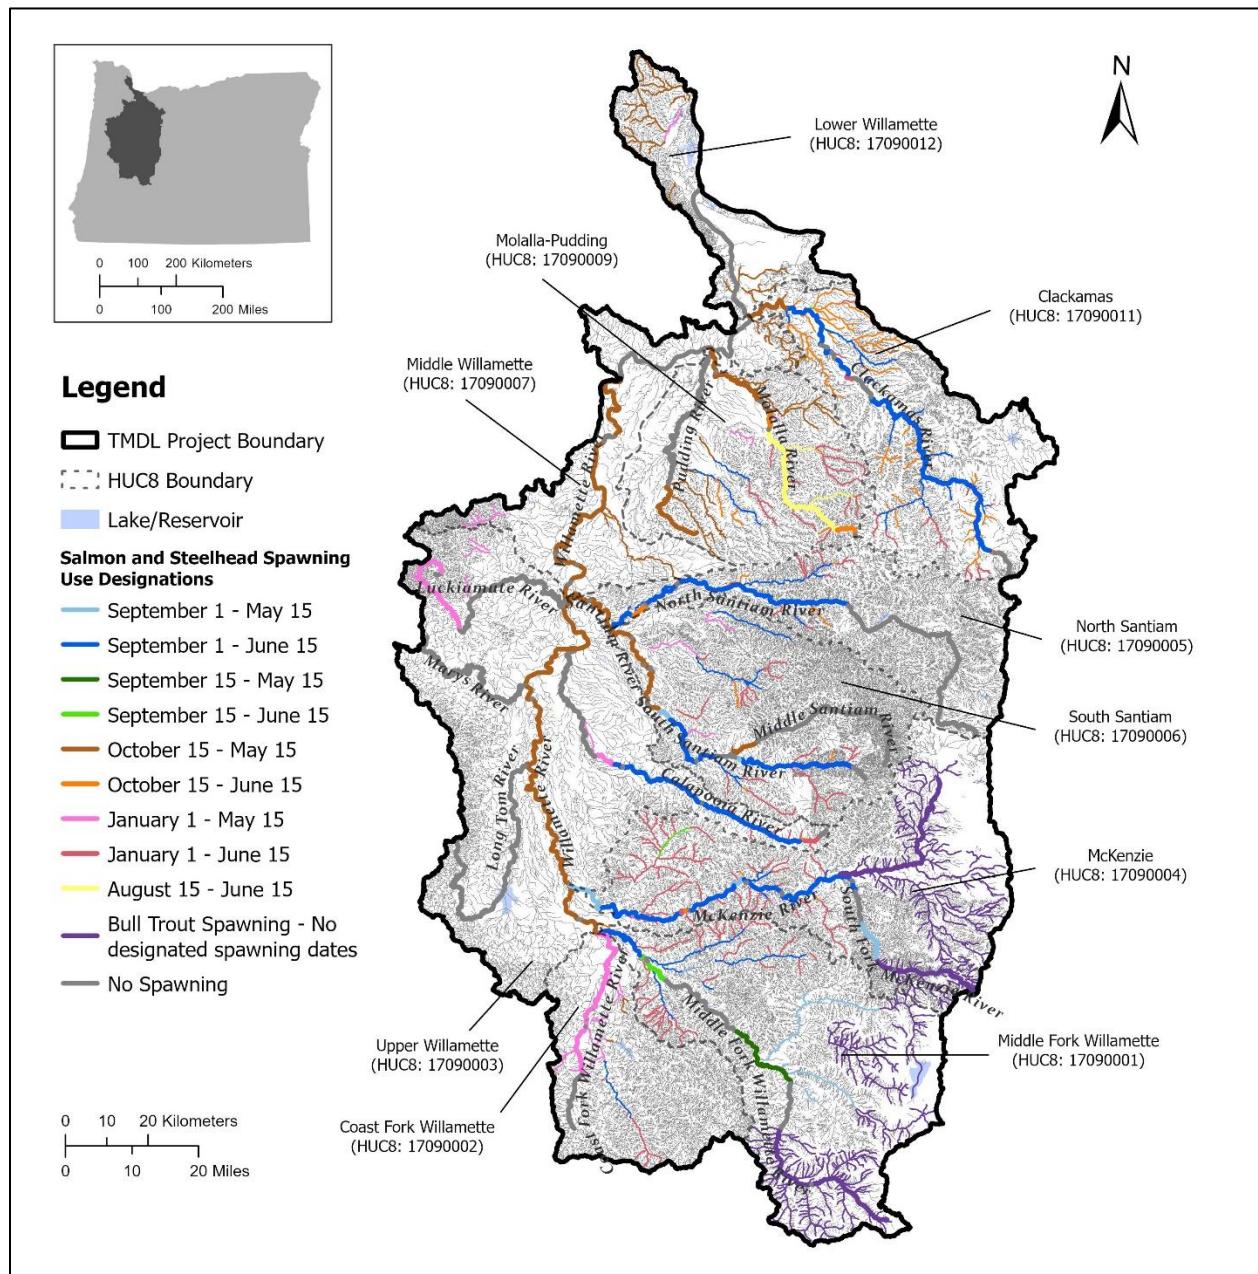 0 100 200 Kilometers
0 100 200 Miles
N
Lower Willamette
(HUC8: 17090012)
Molalla-Pudding
(HUC8: 17090009)
Clackamas
(HUC8: 17090011)
Middle Willamette
(HUC8: 17090007)
Legend
TMDL Project Boundary
HUC8 Boundary
Lake/Reservoir
Salmon and Steelhead Spawning
Use Designations
September 1 - May 15
September 1 - June 15
September 15 - May 15
September 15 - June 15
October 15 - May 15
October 15 - June 15
January 1 - May 15
January 1 - June 15
August 15 - June 15
Bull Trout Spawning - No
designated spawning dates
No Spawning
Clackamas River
Molalla River
Pudding River
Willamette River
Luckiamute River
Santiam River
North Santiam River
North Santiam
(HUC8: 17090005)
Marys River
South Santiam River
Middle Santiam River
South Santiam
(HUC8: 17090006)
Calapooia River
Long Tom River
Willamette River
McKenzie
(HUC8: 17090004)
McKenzie River
South Fork McKenzie River
Middle Fork Willamette
(HUC8: 17090001)
Upper Willamette
(HUC8: 17090003)
Middle Fork Willamette River
Coast Fork Willamette River
Coast Fork Willamette
(HUC8: 17090002)
0 10 20 Kilometers
0 10 20 Miles